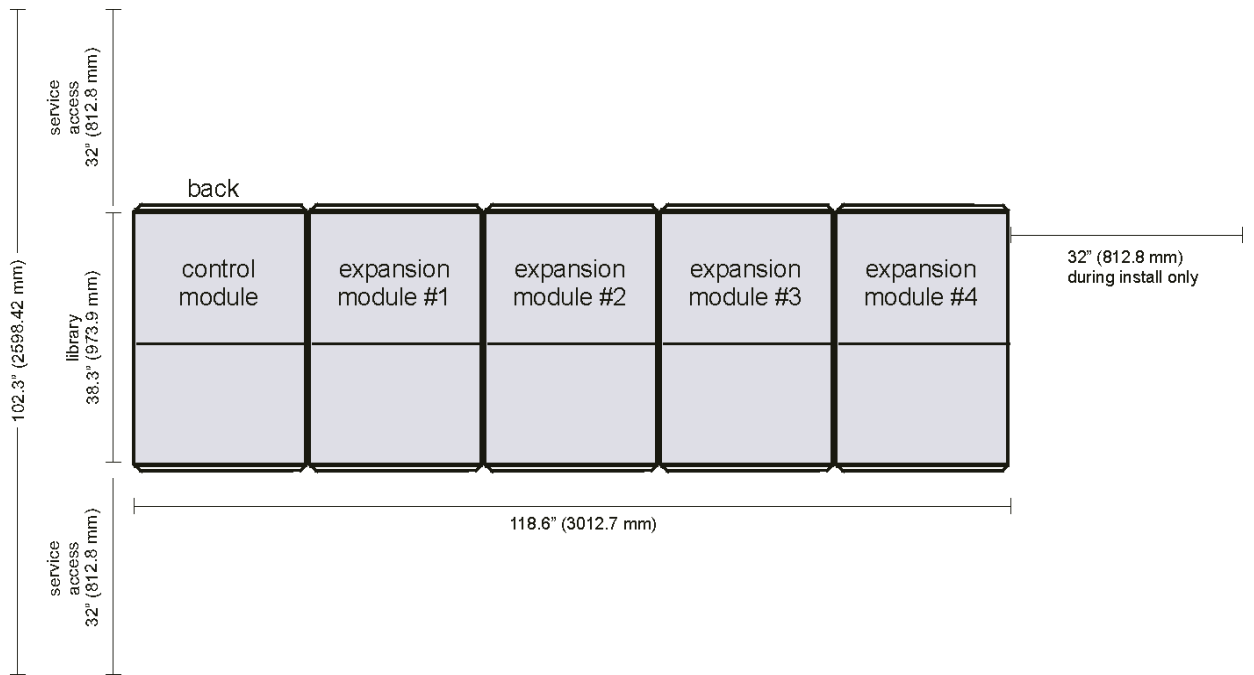 service
access
32" (812.8 mm)
back
control
module
expansion
module #1
expansion
module #2
expansion
module #3
expansion
module #4
32" (812.8 mm)
during install only
102.3" (2598.42 mm)
library
38.3" (973.9 mm)
118.6" (3012.7 mm)
service
access
32" (812.8 mm)